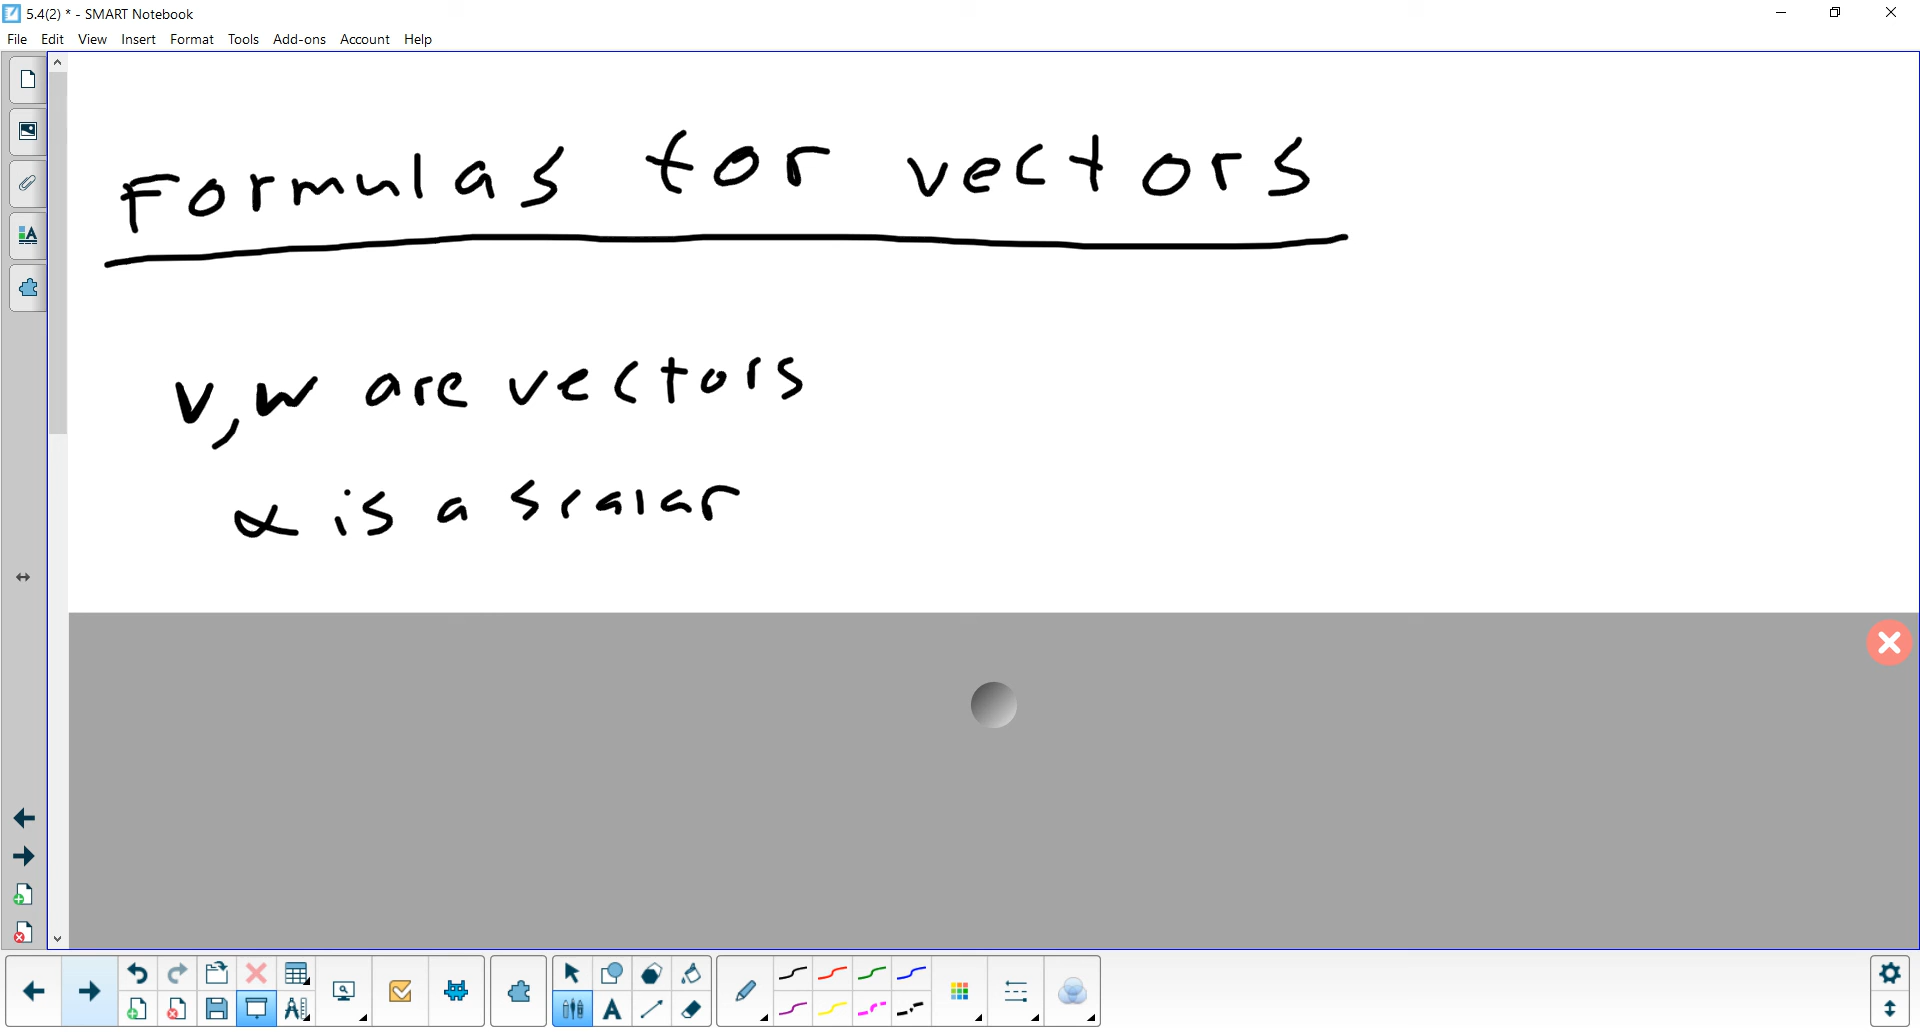 5.4(2) * - SMART Notebook
File Edit View Insert Format Tools Add-ons Account Help
Formulas for vectors
v,w are vectors
α is a scalar